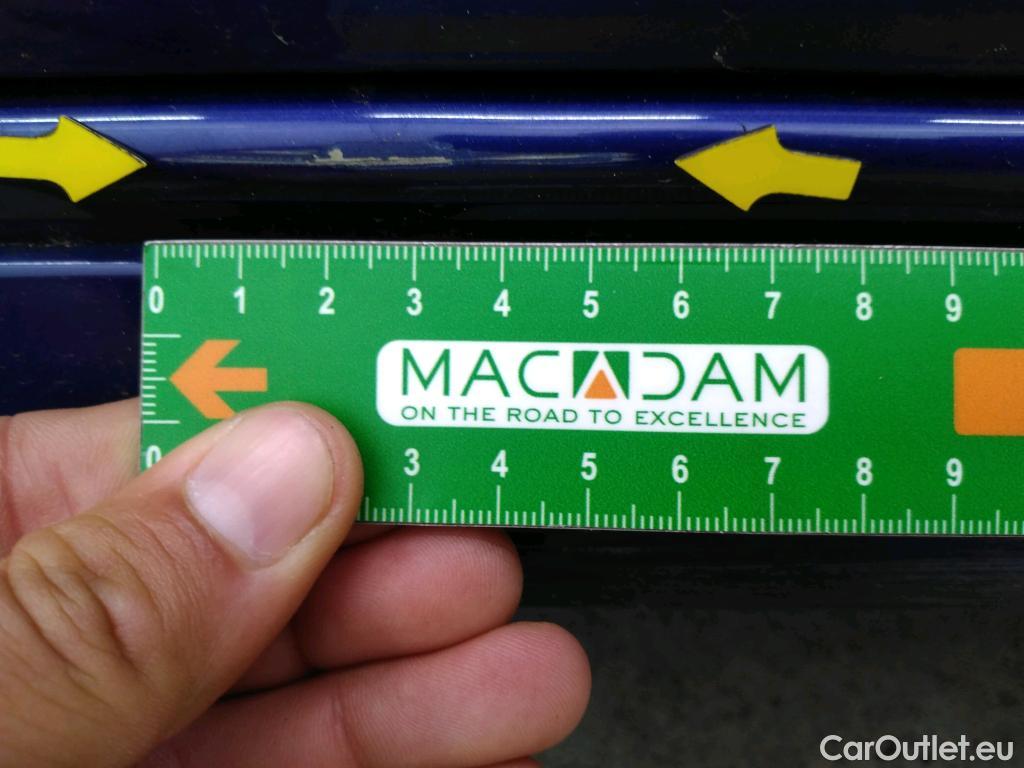 0 1 2 3 4 5 6 7 8 9
MACADAM
ON THE ROAD TO EXCELLENCE
0 3 4 5 6 7 8 9
CarOutlet.eu